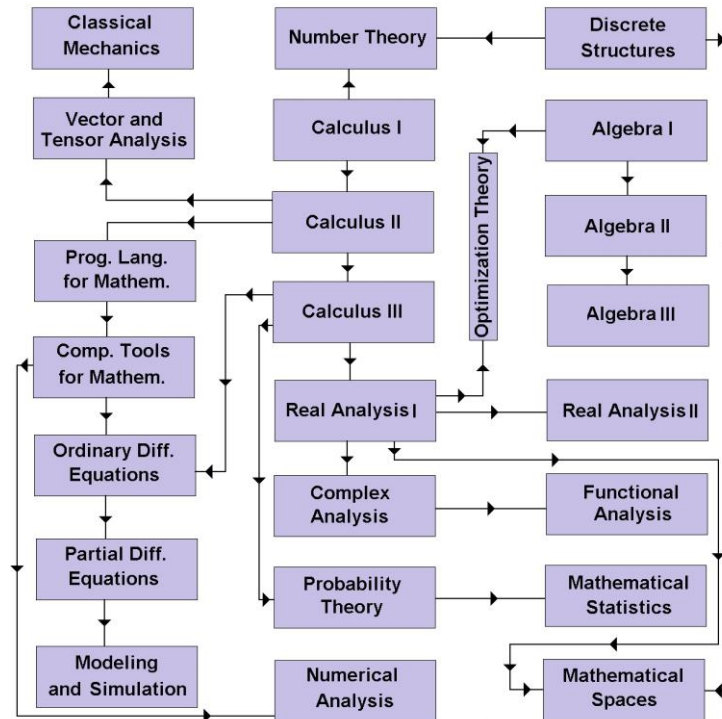 Classical
Mechanics
Number Theory
Discrete
Structures
Vector and
Tensor Analysis
Calculus I
Algebra I
Optimization Theory
Calculus II
Algebra II
Prog. Lang.
for Mathem.
Calculus III
Algebra III
Comp. Tools
for Mathem.
Real Analysis I
Real Analysis II
Ordinary Diff.
Equations
Complex
Analysis
Functional
Analysis
Partial Diff.
Equations
Probability
Theory
Mathematical
Statistics
Modeling
and Simulation
Numerical
Analysis
Mathematical
Spaces